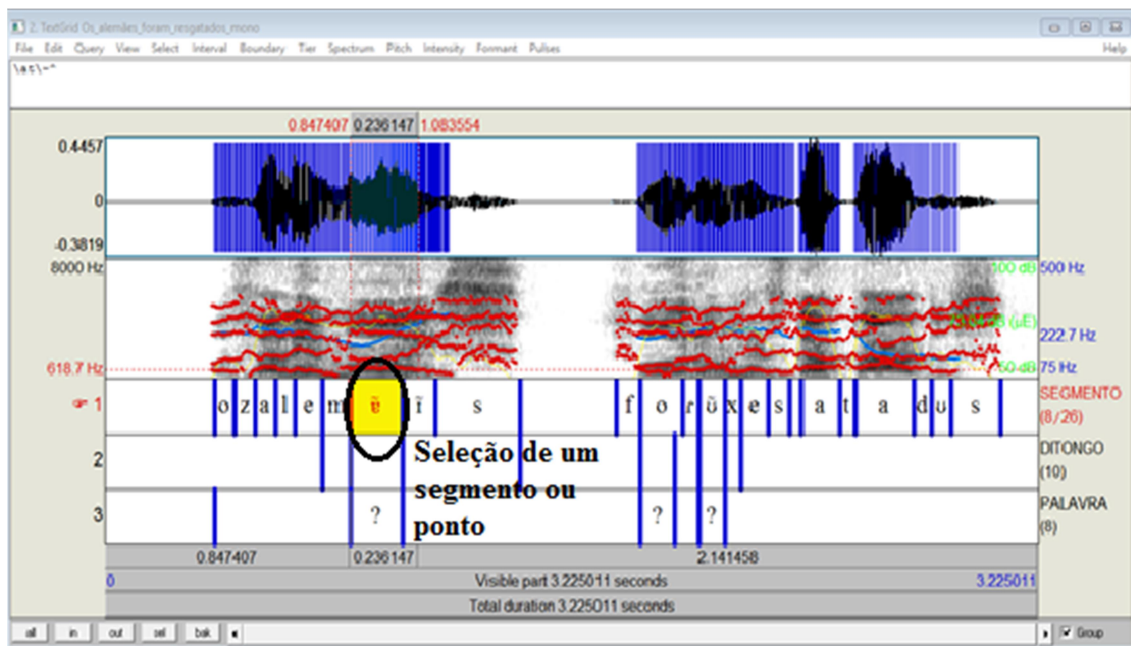 2. TextGrid Os_alemães_foram_resgatados_mono
File Edit Query View Select Interval Boundary Tier Spectrum Pitch Intensity Formant Pulses Help
0.847407 0.236147 1.083554
0.4457
0
-0.3819
8000 Hz 100 dB 500 Hz
222.7 Hz
618.7 Hz 50 dB 75 Hz
1 o z a l e m ɐ̃ ĩ s f o r ũ x e s a t a d u s SEGMENTO
(8/26)
2 DITONGO
(10)
Seleção de um
segmento ou
ponto
3 ? ? ? PALAVRA
(8)
0.847407 0.236147 2.141458
0 Visible part 3.225011 seconds 3.225011
Total duration 3.225011 seconds
all in out sel bak Group